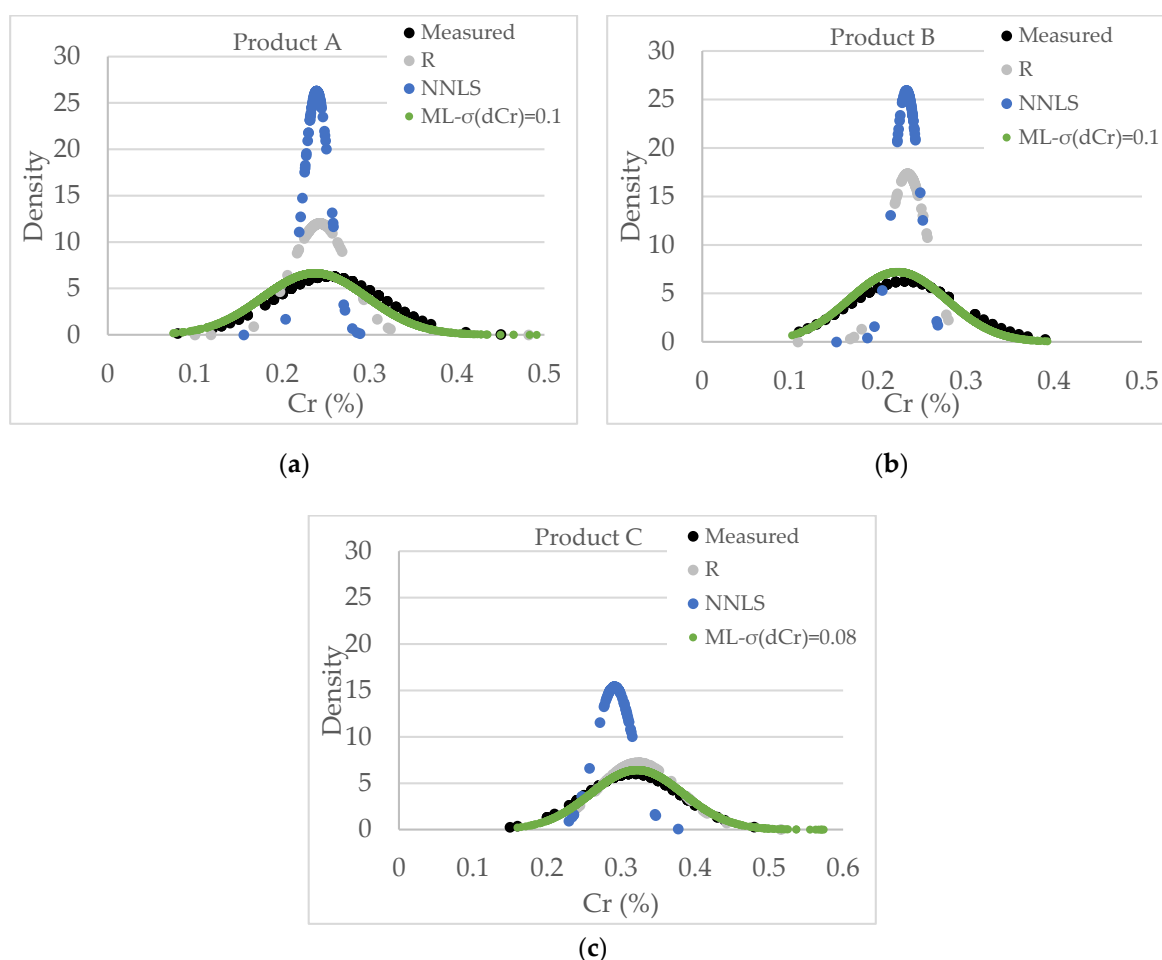 Product A
Measured
R
NNLS
ML-σ(dCr)=0.1
30
25
20
15
10
5
0
Density
0 0.1 0.2 0.3 0.4 0.5
Cr (%)
(a)
Product B
Measured
R
NNLS
ML-σ(dCr)=0.1
30
25
20
15
10
5
0
Density
0 0.1 0.2 0.3 0.4 0.5
Cr (%)
(b)
Product C
Measured
R
NNLS
ML-σ(dCr)=0.08
30
25
20
15
10
5
0
Density
0 0.1 0.2 0.3 0.4 0.5 0.6
Cr (%)
(c)